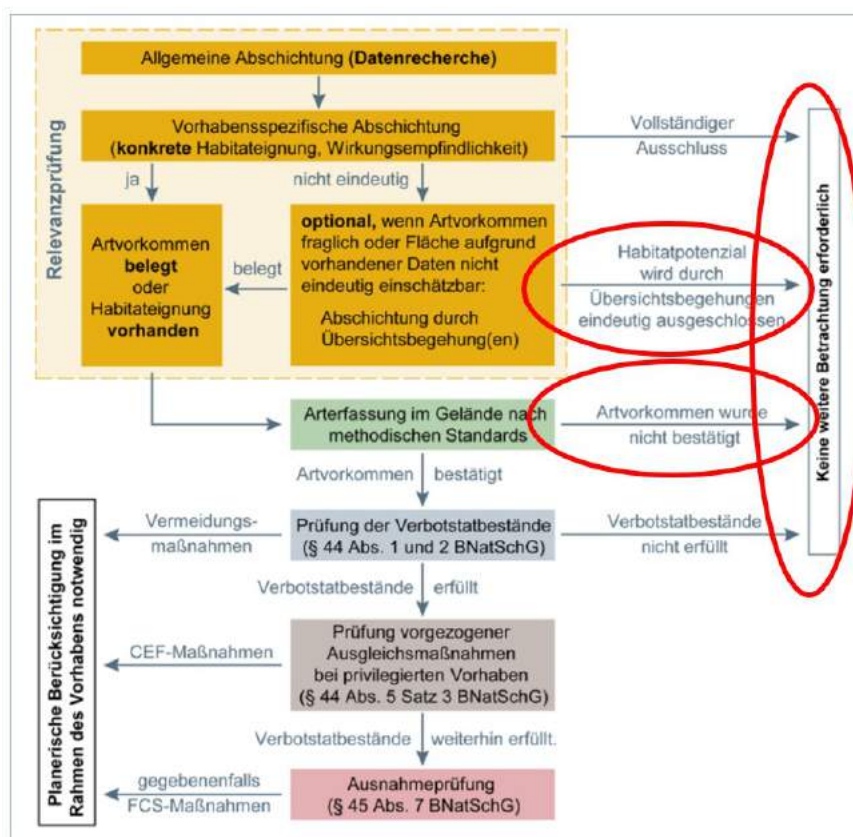 Relevanzprüfung
Allgemeine Abschichtung (Datenrecherche)
Vorhabensspezifische Abschichtung
(konkrete Habitateignung, Wirkungsempfindlichkeit)
Vollständiger
Ausschluss
ja
nicht eindeutig
Artvorkommen
belegt
oder
Habitateignung
vorhanden
belegt
optional, wenn Artvorkommen
fraglich oder Fläche aufgrund
vorhandener Daten nicht
eindeutig einschätzbar:
Abschichtung durch
Übersichtsbegehung(en)
Habitatpotenzial
wird durch
Übersichtsbegehungen
eindeutig ausgeschlossen
Keine weitere Betrachtung erforderlich
Arterfassung im Gelände nach
methodischen Standards
Artvorkommen wurde
nicht bestätigt
Artvorkommen bestätigt
Planerische Berücksichtigung im
Rahmen des Vorhabens notwendig
Vermeidungs-
maßnahmen
Prüfung der Verbotstatbestände
(§ 44 Abs. 1 und 2 BNatSchG)
Verbotstatbestände
nicht erfüllt
Verbotstatbestände erfüllt
CEF-Maßnahmen
Prüfung vorgezogener
Ausgleichsmaßnahmen
bei privilegierten Vorhaben
(§ 44 Abs. 5 Satz 3 BNatSchG)
Verbotstatbestände weiterhin erfüllt.
gegebenenfalls
FCS-Maßnahmen
Ausnahmeprüfung
(§ 45 Abs. 7 BNatSchG)